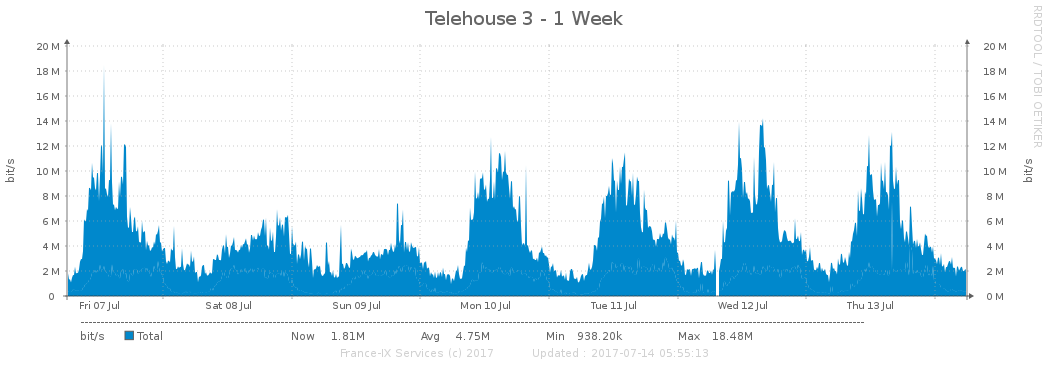 Telehouse 3 - 1 Week
RRDTOOL / TOBI OETIKER
bit/s
bit/s
20 M 20 M
18 M 18 M
16 M 16 M
14 M 14 M
12 M 12 M
10 M 10 M
8 M 8 M
6 M 6 M
4 M 4 M
2 M 2 M
0 0 M
Fri 07 Jul Sat 08 Jul Sun 09 Jul Mon 10 Jul Tue 11 Jul Wed 12 Jul Thu 13 Jul
bit/s Total Now 1.81M Avg 4.75M Min 938.20k Max 18.48M
France-IX Services (c) 2017 Updated : 2017-07-14 05:55:13